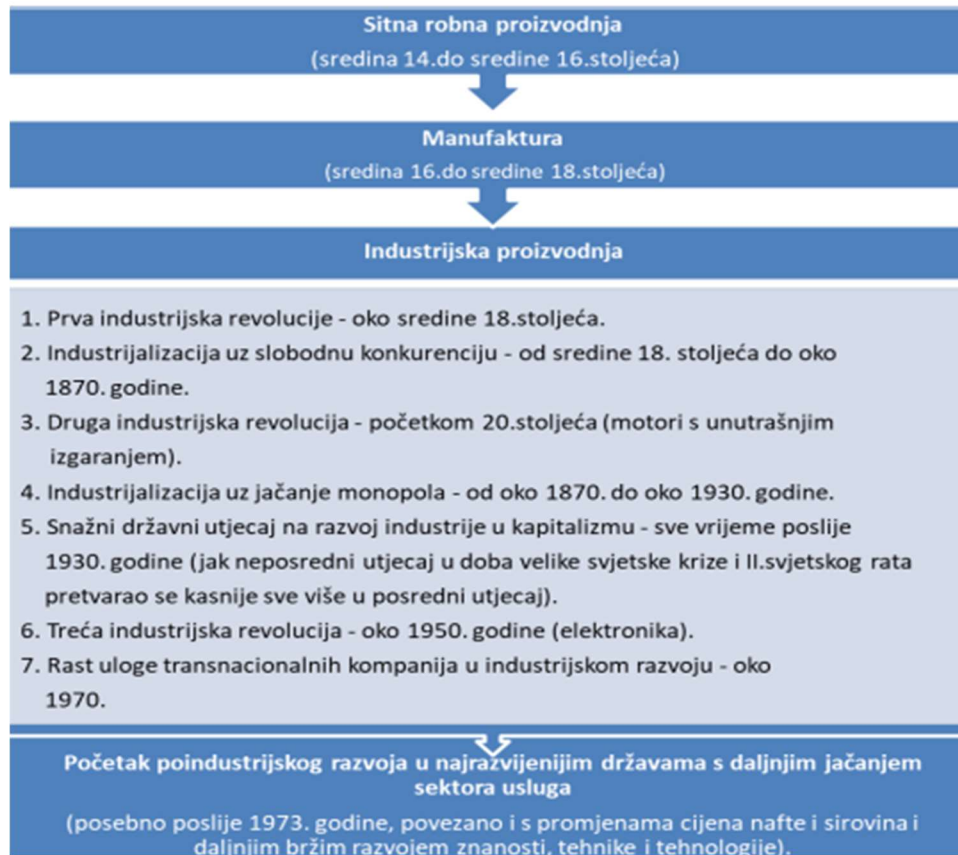 Sitna robna proizvodnja
(sredina 14.do sredine 16.stoljeća)
Manufaktura
(sredina 16.do sredine 18.stoljeća)
Industrijska proizvodnja
1. Prva industrijska revolucije - oko sredine 18.stoljeća.
2. Industrijalizacija uz slobodnu konkurenciju - od sredine 18. stoljeća do oko
1870. godine.
3. Druga industrijska revolucija - početkom 20.stoljeća (motori s unutrašnjim
izgaranjem).
4. Industrijalizacija uz jačanje monopola - od oko 1870. do oko 1930. godine.
5. Snažni državni utjecaj na razvoj industrije u kapitalizmu - sve vrijeme poslije
1930. godine (jak neposredni utjecaj u doba velike svjetske krize i II.svjetskog rata
pretvarao se kasnije sve više u posredni utjecaj).
6. Treća industrijska revolucija - oko 1950. godine (elektronika).
7. Rast uloge transnacionalnih kompanija u industrijskom razvoju - oko
1970.
Početak poindustrijskog razvoja u najrazvijenijim državama s daljnjim jačanjem
sektora usluga
(posebno poslije 1973. godine, povezano i s promjenama cijena nafte i sirovina i
daljnjim bržim razvojem znanosti, tehnike i tehnologije).